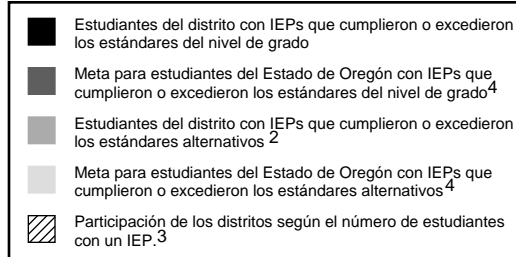 Estudiantes del distrito con IEPs que cumplieron o excedieron
los estándares del nivel de grado
Meta para estudiantes del Estado de Oregón con IEPs que
cumplieron o excedieron los estándares del nivel de grado4
Estudiantes del distrito con IEPs que cumplieron o excedieron
los estándares alternativos 2
Meta para estudiantes del Estado de Oregón con IEPs que
cumplieron o excedieron los estándares alternativos4
Participación de los distritos según el número de estudiantes
con un IEP.3